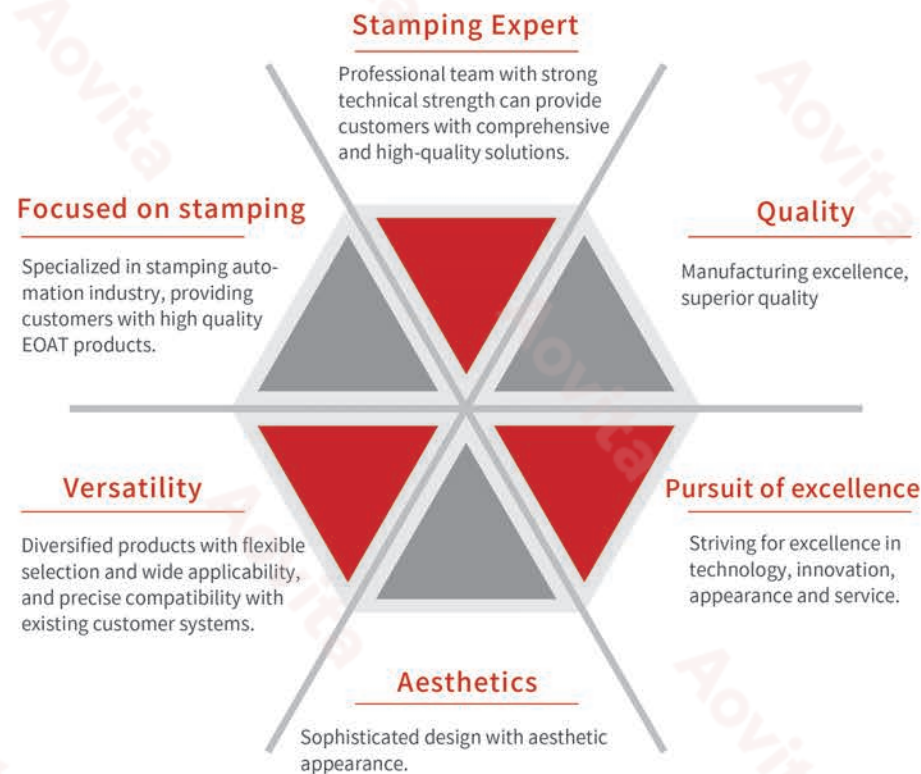 Stamping Expert
Professional team with strong
technical strength can provide
customers with comprehensive
and high-quality solutions.
Focused on stamping
Specialized in stamping auto-
mation industry, providing
customers with high quality
EOAT products.
Quality
Manufacturing excellence,
superior quality
Versatility
Diversified products with flexible
selection and wide applicability,
and precise compatibility with
existing customer systems.
Pursuit of excellence
Striving for excellence in
technology, innovation,
appearance and service.
Aesthetics
Sophisticated design with aesthetic
appearance.
Aovita
Aovita
Aovita
Aovita
Aovita